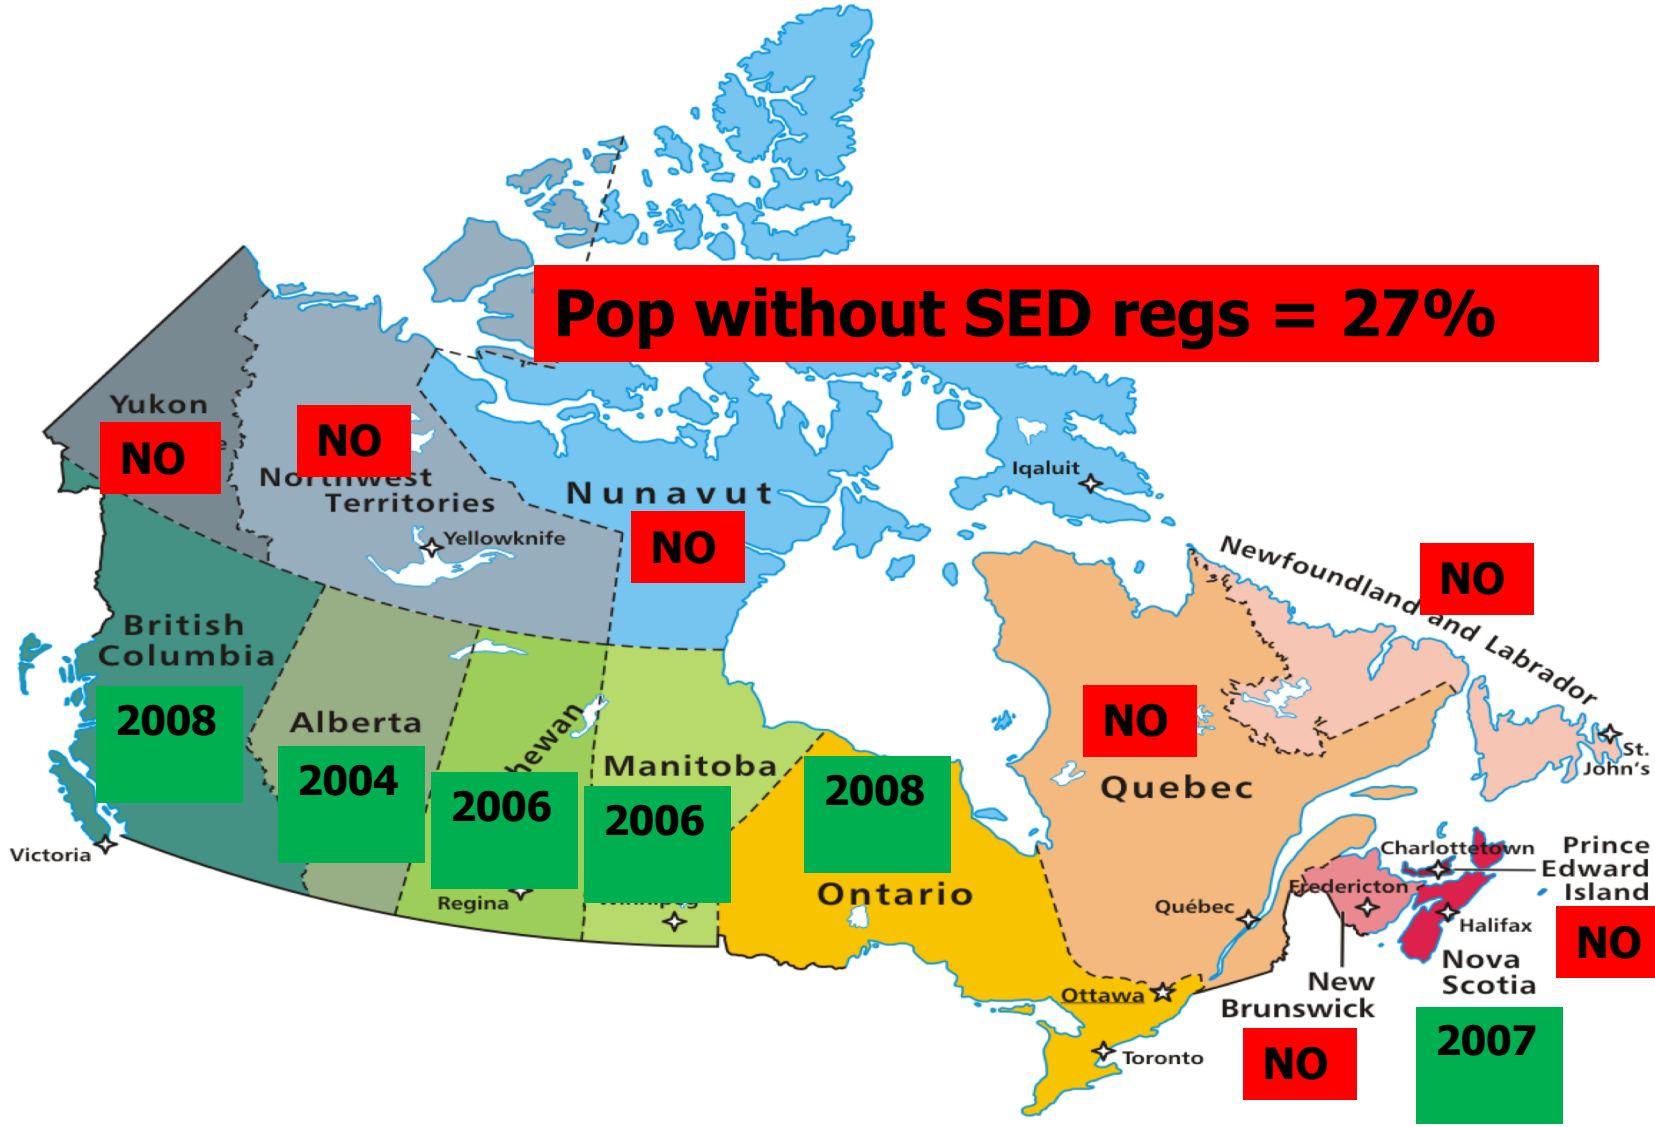 Pop without SED regs = 27%
Yukon
NO
NO
Northwest
Territories
Yellowknife
Nunavut
NO
Iqaluit
Newfoundland and Labrador
NO
St.
John's
British
Columbia
2008
Victoria
Alberta
2004
2006
Regina
Manitoba
2006
Winnipeg
2008
Ontario
Ottawa
Toronto
NO
Quebec
Québec
Charlottetown
Prince
Edward
Island
NO
Fredericton
Halifax
Nova
Scotia
2007
New
Brunswick
NO